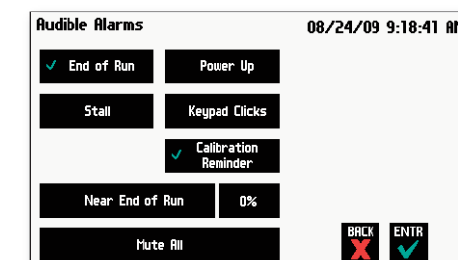 Audible Alarms 08/24/09 9:18:41 AM
End of Run Power Up
Stall Keypad Clicks
Calibration
Reminder
Near End of Run 0%
Mute All
BACK ENTR